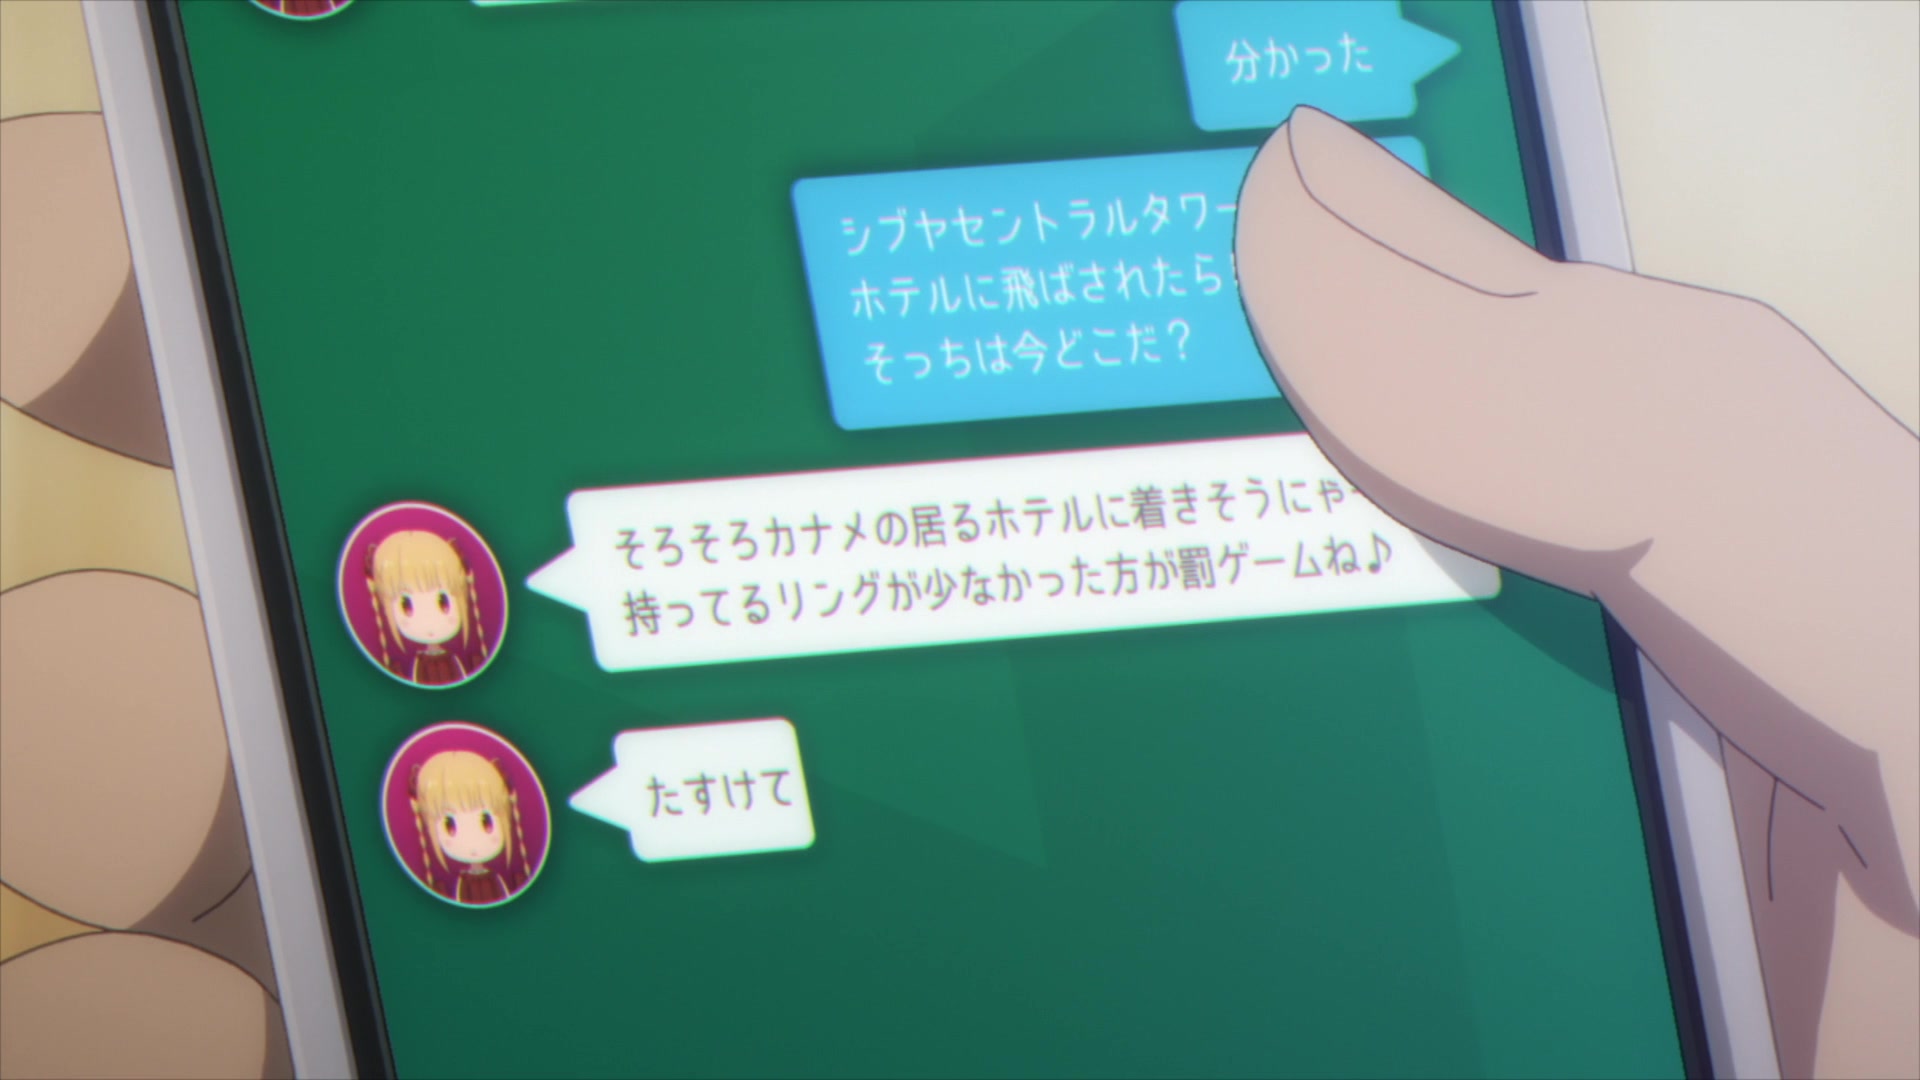 分かった
シブヤセントラルタワー
ホテルに飛ばされたらし
そっちは今どこだ?
そろそろカナメの居るホテルに着きそうにゃー
持ってるリングが少なかった方が罰ゲームね♪
たすけて